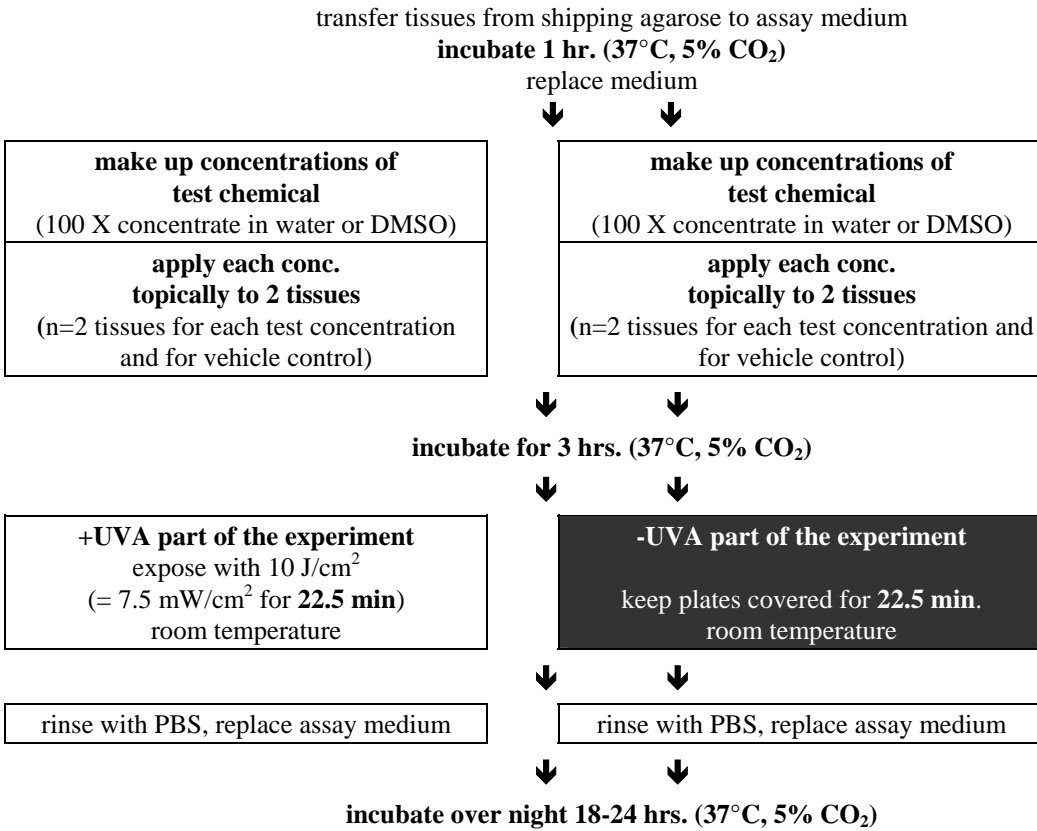 transfer tissues from shipping agarose to assay medium
incubate 1 hr. (37°C, 5% CO₂)
replace medium
make up concentrations of
test chemical
(100 X concentrate in water or DMSO)
apply each conc.
topically to 2 tissues
(n=2 tissues for each test concentration
and for vehicle control)
make up concentrations of
test chemical
(100 X concentrate in water or DMSO)
apply each conc.
topically to 2 tissues
(n=2 tissues for each test concentration and
for vehicle control)
incubate for 3 hrs. (37°C, 5% CO₂)
+UVA part of the experiment
expose with 10 J/cm²
(= 7.5 mW/cm² for 22.5 min)
room temperature
-UVA part of the experiment
keep plates covered for 22.5 min.
room temperature
rinse with PBS, replace assay medium
rinse with PBS, replace assay medium
incubate over night 18-24 hrs. (37°C, 5% CO₂)